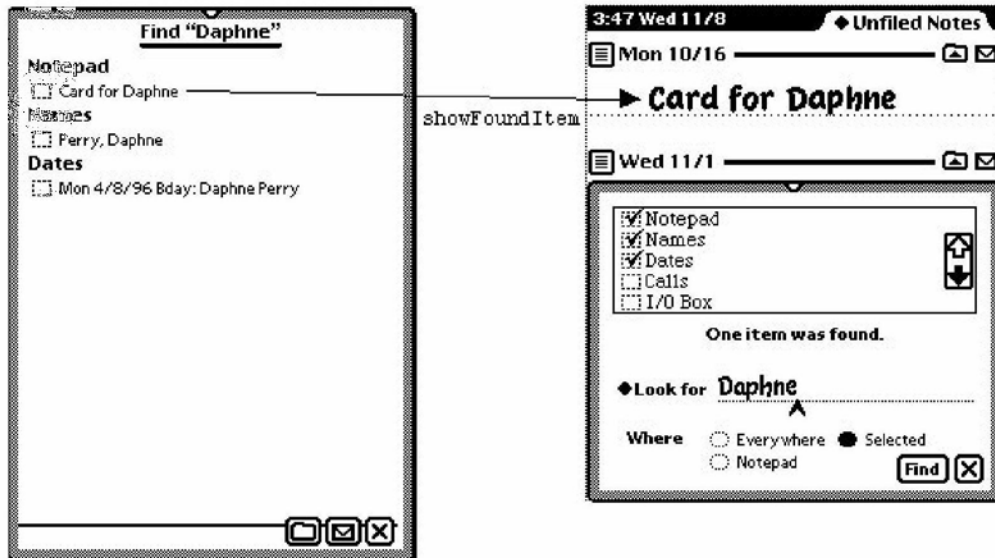 Find “Daphne”
Notepad
Card for Daphne
Names
Perry, Daphne
Dates
Mon 4/8/96 Bday: Daphne Perry
showFoundItem
3:47 Wed 11/8
◆ Unfiled Notes
Mon 10/16
Card for Daphne
Wed 11/1
Notepad
Names
Dates
Calls
I/O Box
One item was found.
◆Look for Daphne
Where Everywhere Selected
Notepad
Find